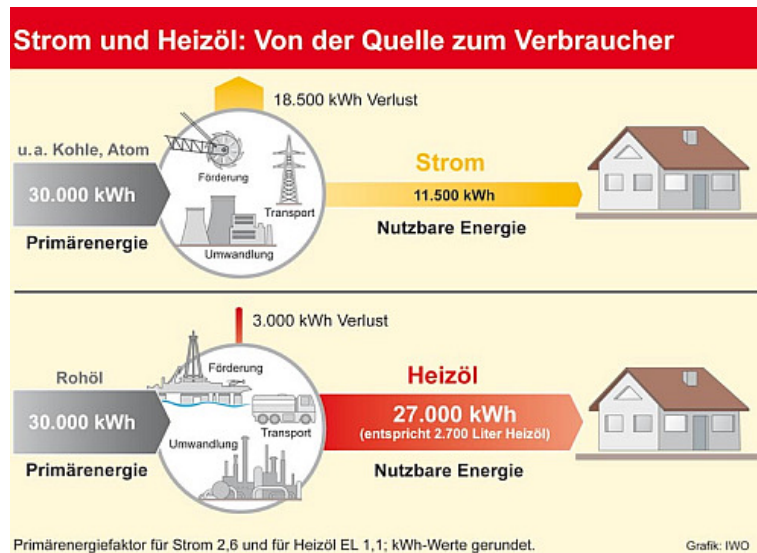 Strom und Heizöl: Von der Quelle zum Verbraucher
18.500 kWh Verlust
u.a. Kohle, Atom
30.000 kWh
Primärenergie
Förderung
Transport
Umwandlung
Strom
11.500 kWh
Nutzbare Energie
3.000 kWh Verlust
Rohöl
30.000 kWh
Primärenergie
Förderung
Transport
Umwandlung
Heizöl
27.000 kWh
(entspricht 2.700 Liter Heizöl)
Nutzbare Energie
Primärenergiefaktor für Strom 2,6 und für Heizöl EL 1,1; kWh-Werte gerundet.
Grafik: IWO